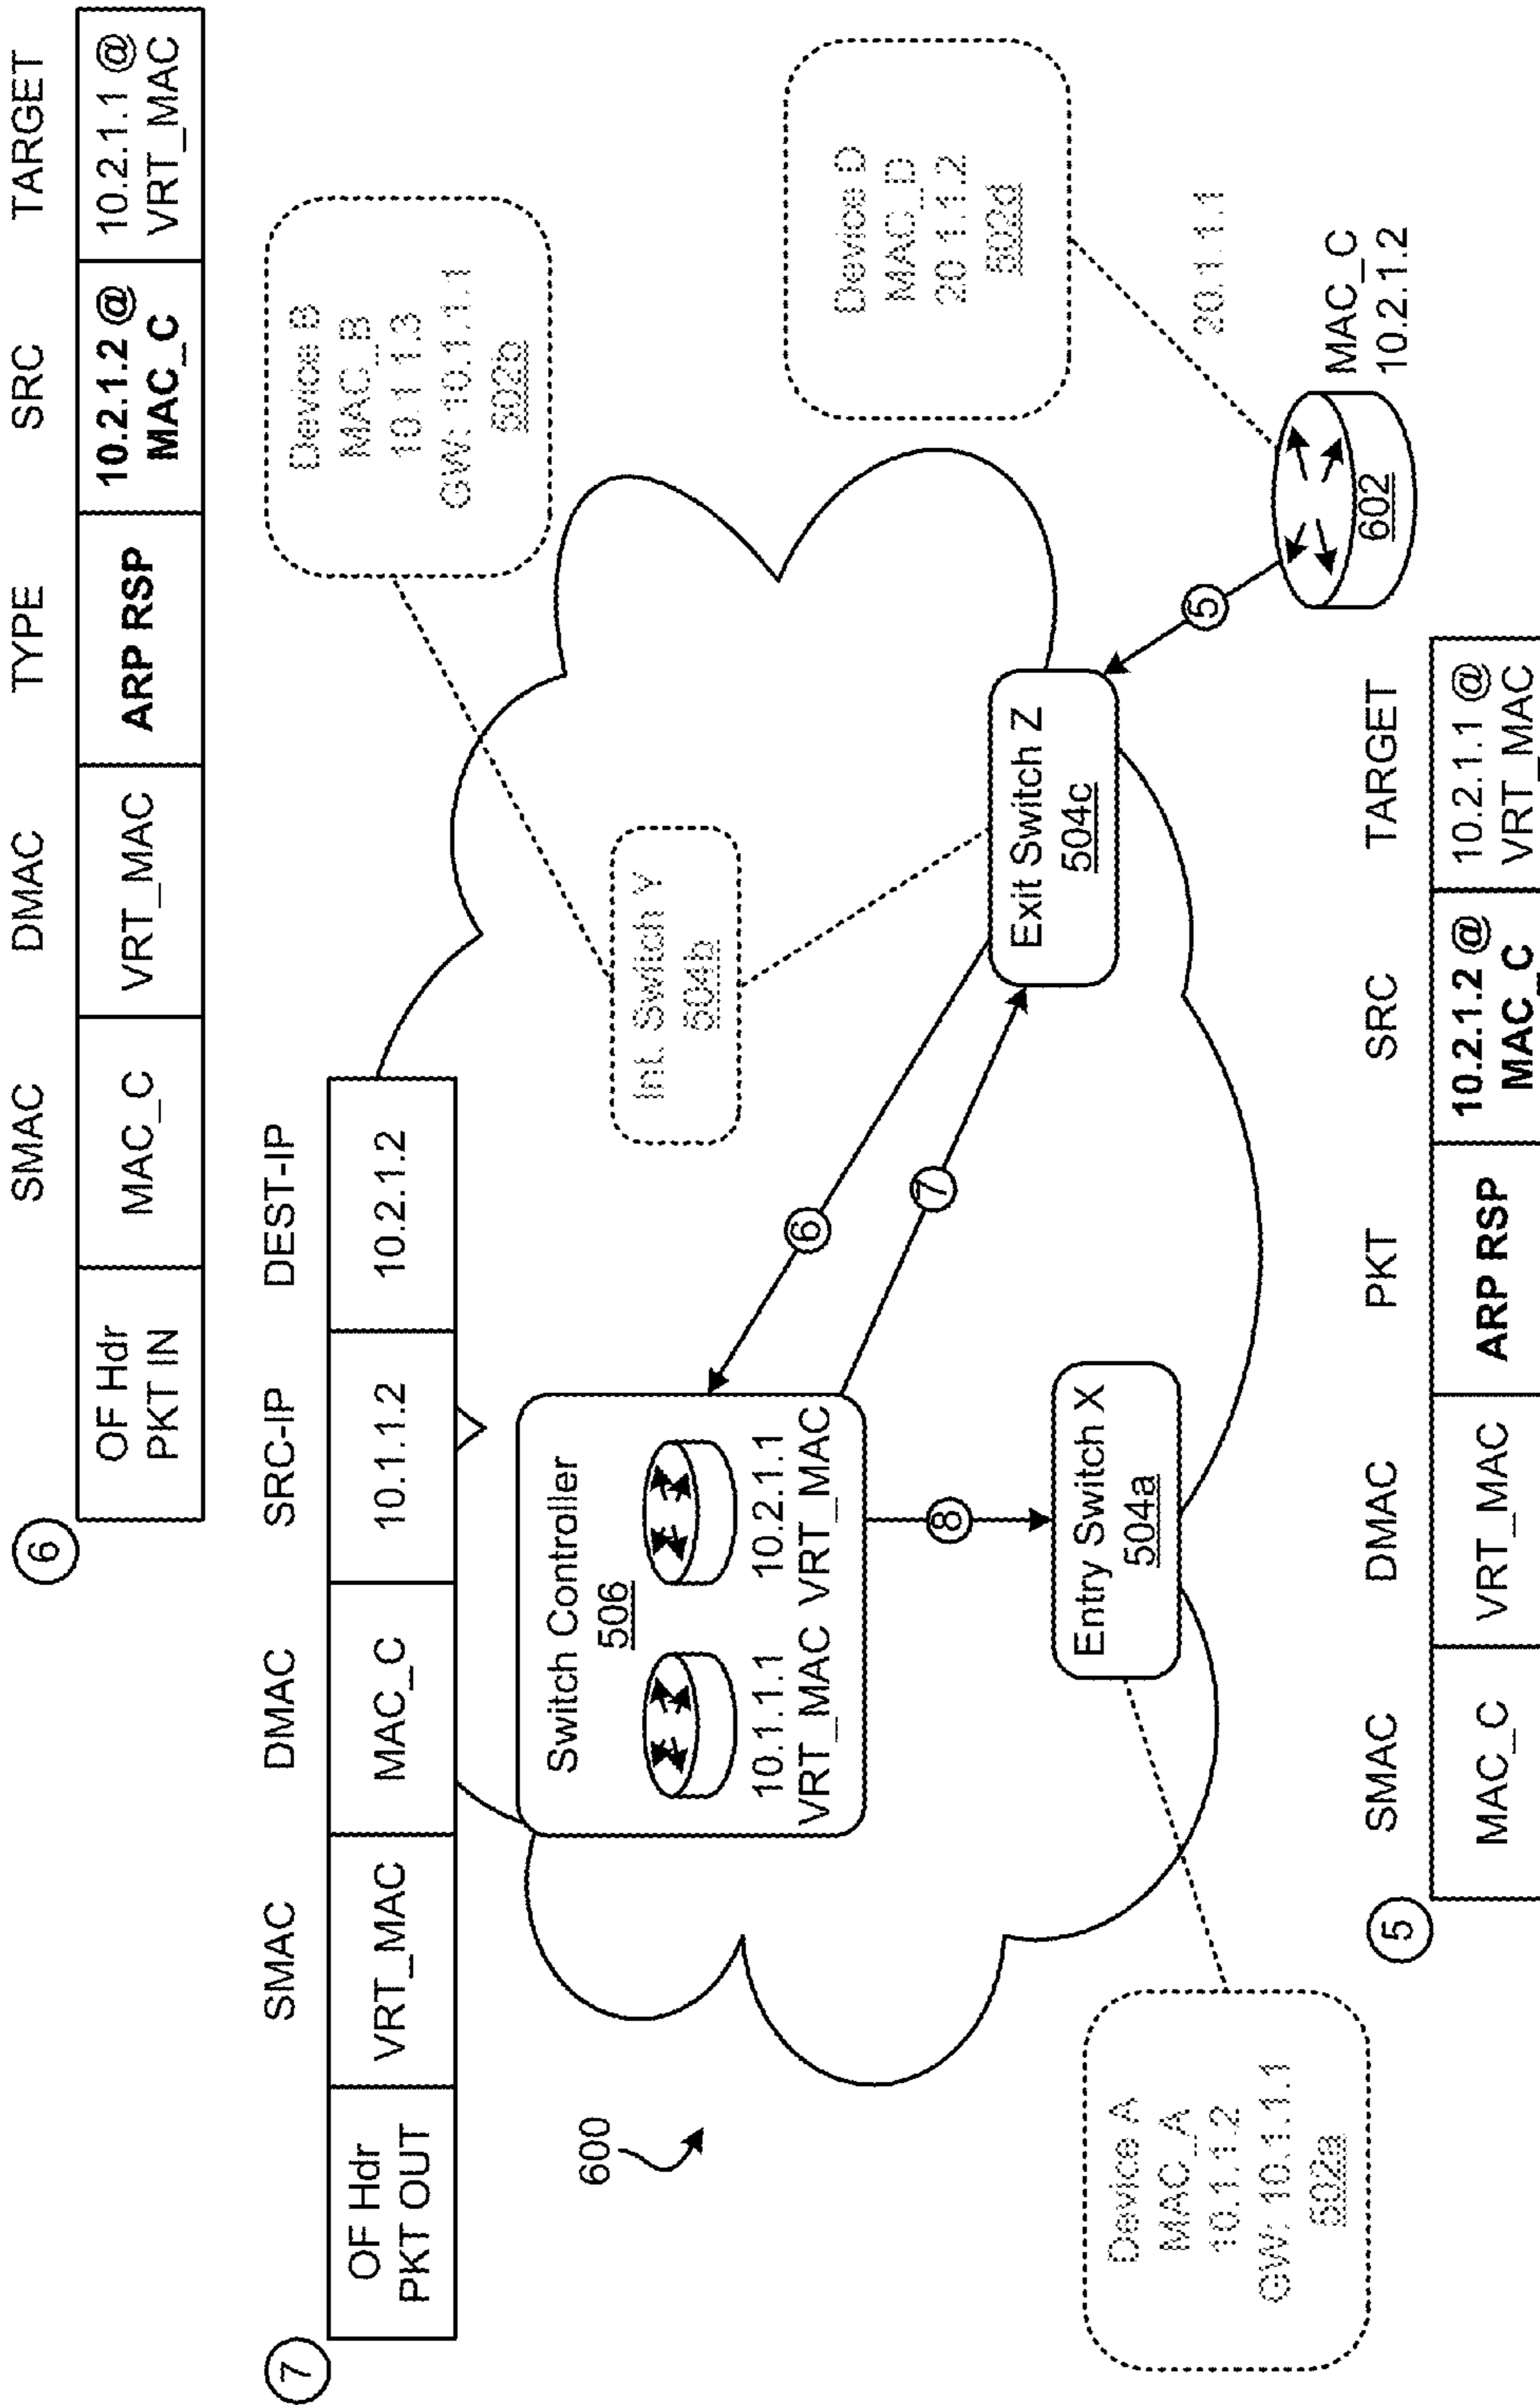 6
SMAC DMAC TYPE SRC TARGET
OF Hdr
PKT IN
MAC_C
VRT_MAC
ARP RSP
10.2.1.2 @
MAC_C
10.2.1.1 @
VRT_MAC
7
SMAC DMAC SRC-IP DEST-IP
OF Hdr
PKT OUT
VRT_MAC
MAC_C
10.1.1.2
10.2.1.2
Device B
MAC_B
10.1.1.3
GW: 10.1.1.1
502b
600
Switch Controller
506
10.1.1.1 10.2.1.1
VRT_MAC VRT_MAC
Int. Switch Y
504b
Device D
MAC_D
20.1.1.2
502d
6
7
8
5
Entry Switch X
504a
Exit Switch Z
504c
20.1.1.1
Device A
MAC_A
10.1.1.2
GW: 10.1.1.1
502a
602
MAC_C
10.2.1.2
5
SMAC DMAC PKT SRC TARGET
MAC_C
VRT_MAC
ARP RSP
10.2.1.2 @
MAC_C
10.2.1.1 @
VRT_MAC